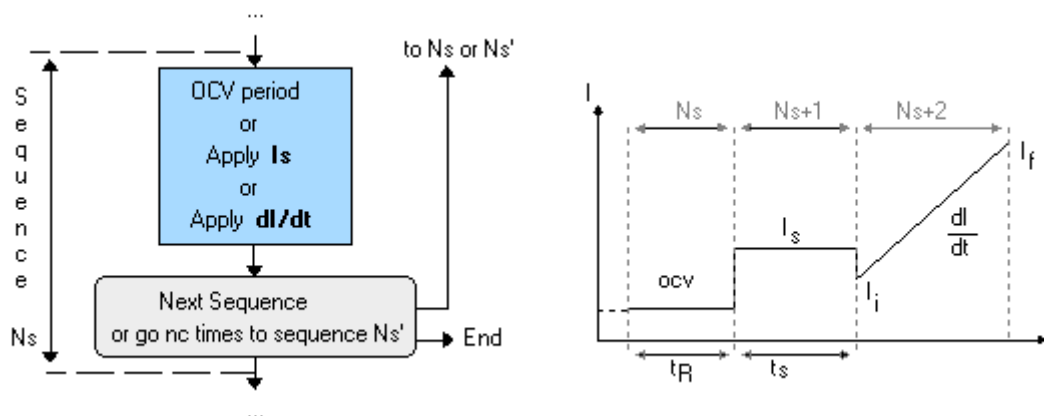 ...
to Ns or Ns'
Sequence
OCV period
or
Apply Is
or
Apply dI/dt
Next Sequence
or go nc times to sequence Ns'
Ns
End
...
I
Ns
Ns+1
Ns+2
If
Is
dI
dt
ocv
Ii
tR
ts